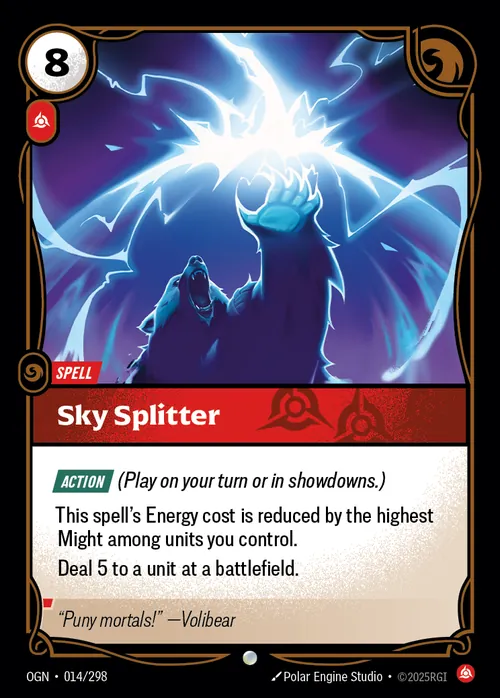 8
SPELL
Sky Splitter
ACTION (Play on your turn or in showdowns.)
This spell's Energy cost is reduced by the highest
Might among units you control.
Deal 5 to a unit at a battlefield.
“Puny mortals!” —Volibear
OGN • 014/298
Polar Engine Studio • ©2025RGI